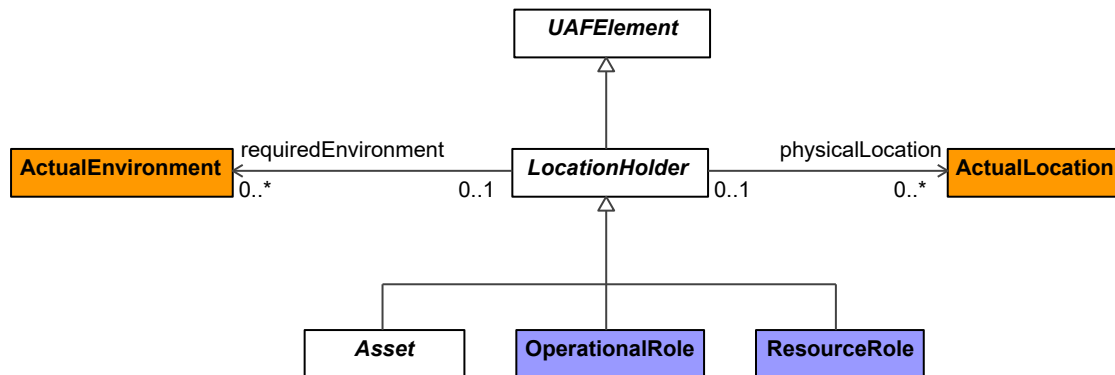 UAFElement
requiredEnvironment
physicalLocation
ActualEnvironment
LocationHolder
ActualLocation
0..*
0..1
0..1
0..*
Asset
OperationalRole
ResourceRole